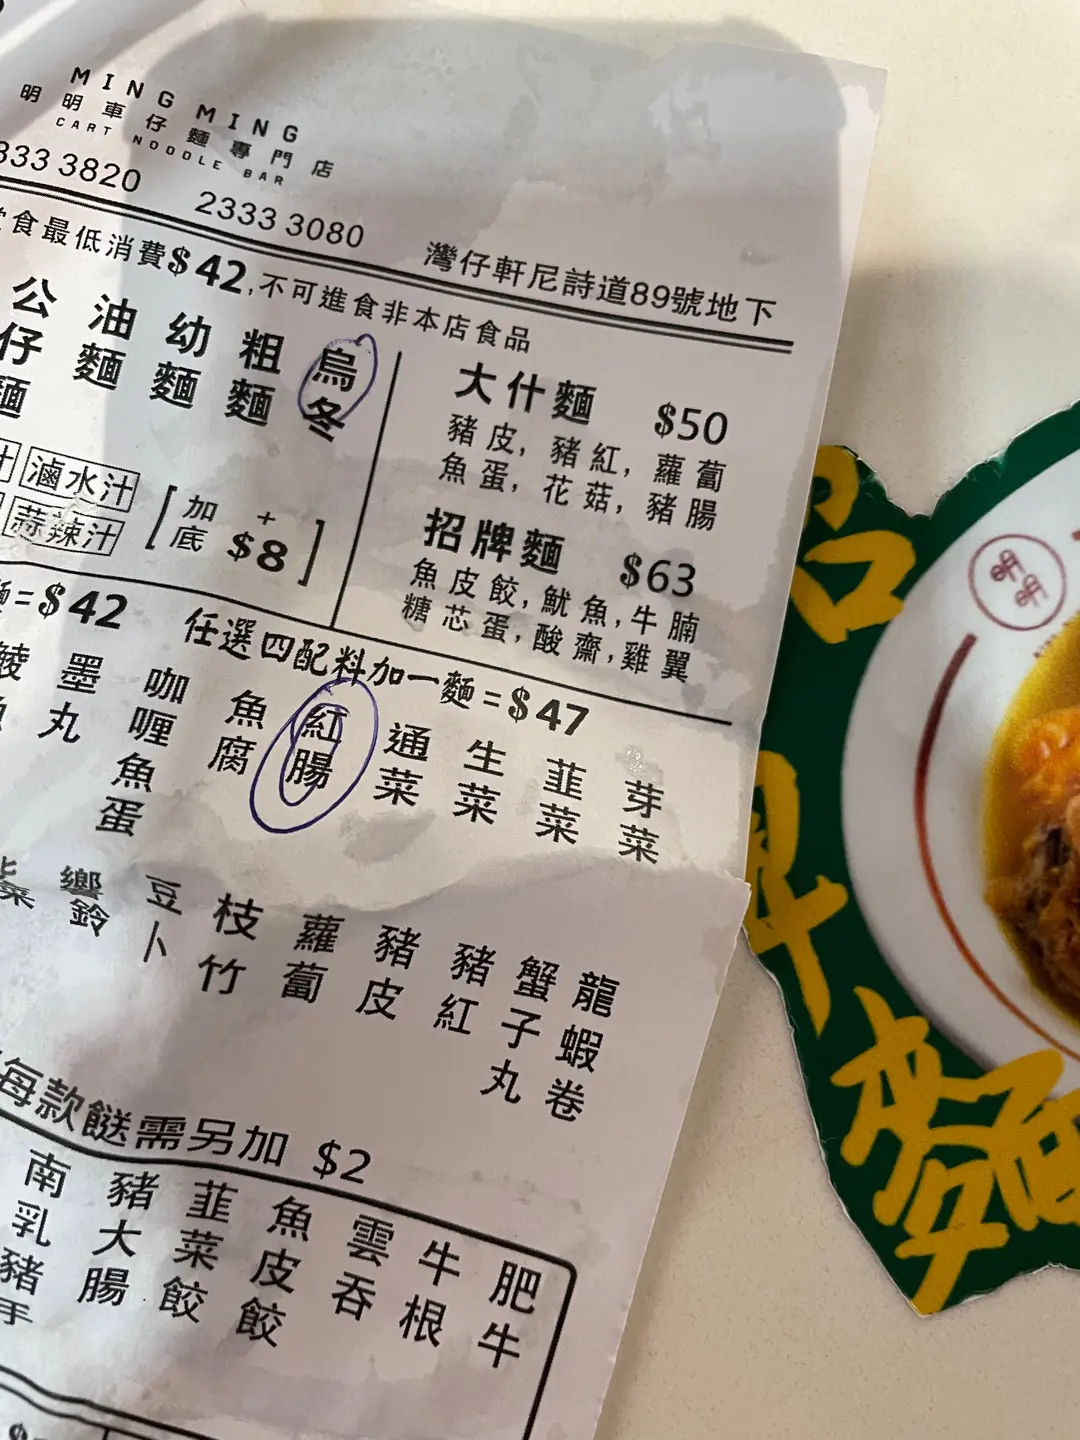 MING MING
明明車仔麵專門店
CART NOODLE BAR
333 3820
2333 3080
灣仔軒尼詩道89號地下
食最低消費$42,不可進食非本店食品
公仔麵
油麵
幼麵
粗麵
烏冬
汁
滷水汁
蒜辣汁
[加底 +$8]
大什麵 $50
豬皮,豬紅,蘿蔔
魚蛋,花菇,豬腸
招牌麵 $63
魚皮餃,魷魚,牛腩
糖芯蛋,酸齋,雞翼
麵=$42 任選四配料加一麵=$47
墨丸
咖喱魚蛋
魚腐
紅腸
通菜
生菜
韮菜
芽菜
響鈴
豆卜
枝竹
蘿蔔
豬皮
豬紅
蟹子丸
龍蝦卷
每款餸需另加 $2
南乳豬手
豬大腸
韮菜餃
魚皮餃
雲吞
牛根
肥牛
明明
麵